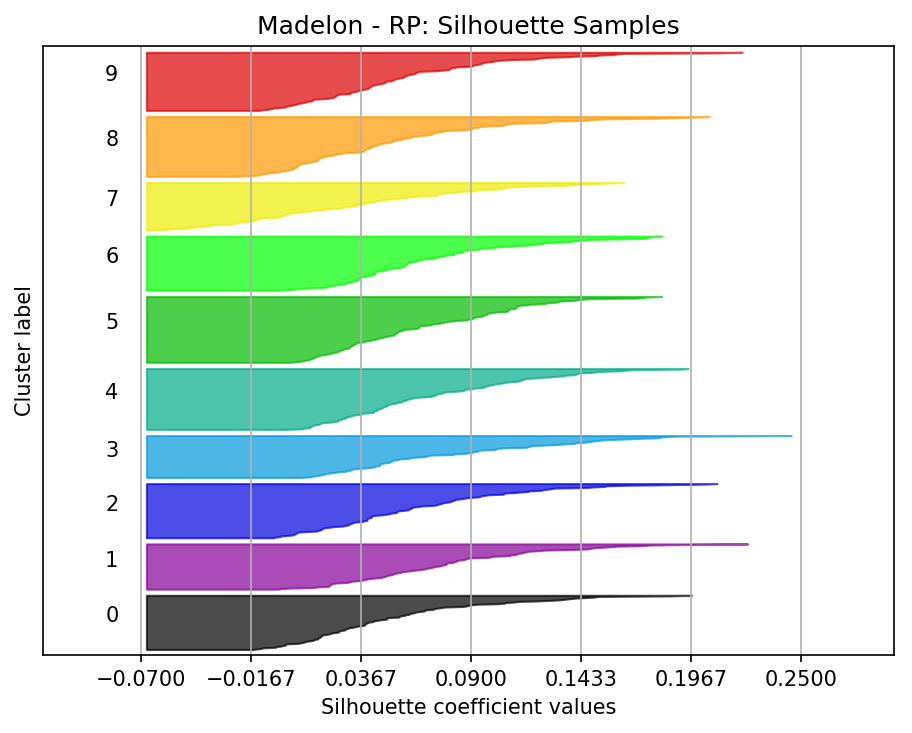 Madelon - RP: Silhouette Samples
9
8
7
6
5
4
3
2
1
0
Cluster label
−0.0700 −0.0167 0.0367 0.0900 0.1433 0.1967 0.2500
Silhouette coefficient values